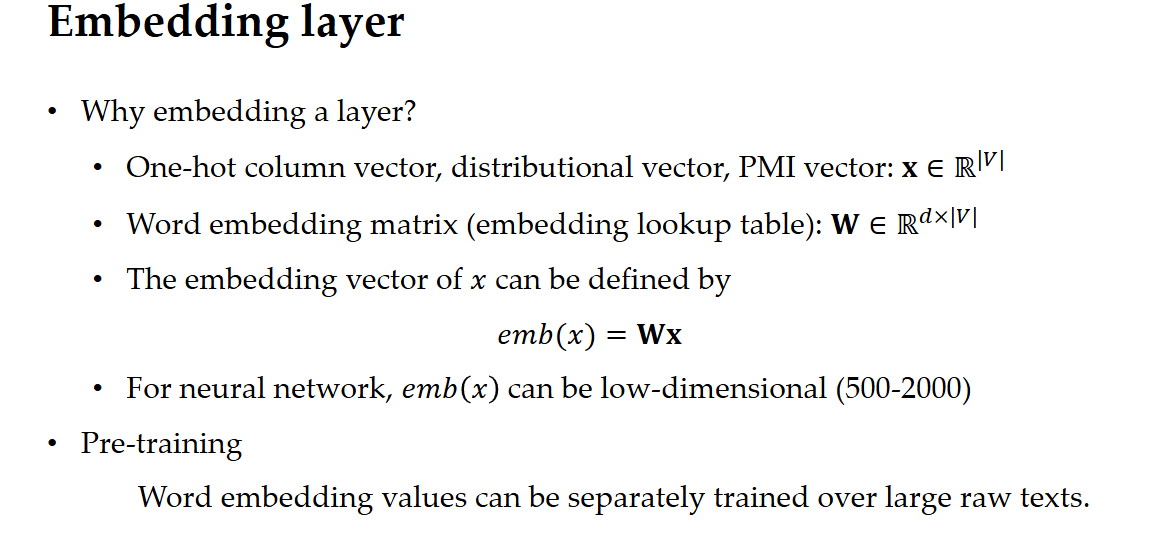 Embedding layer
• Why embedding a layer?
• One-hot column vector, distributional vector, PMI vector: 𝐱 ∈ ℝ^|V|
• Word embedding matrix (embedding lookup table): 𝐖 ∈ ℝ^{d×|V|}
• The embedding vector of x can be defined by
emb(x) = 𝐖𝐱
• For neural network, emb(x) can be low-dimensional (500-2000)
• Pre-training
Word embedding values can be separately trained over large raw texts.